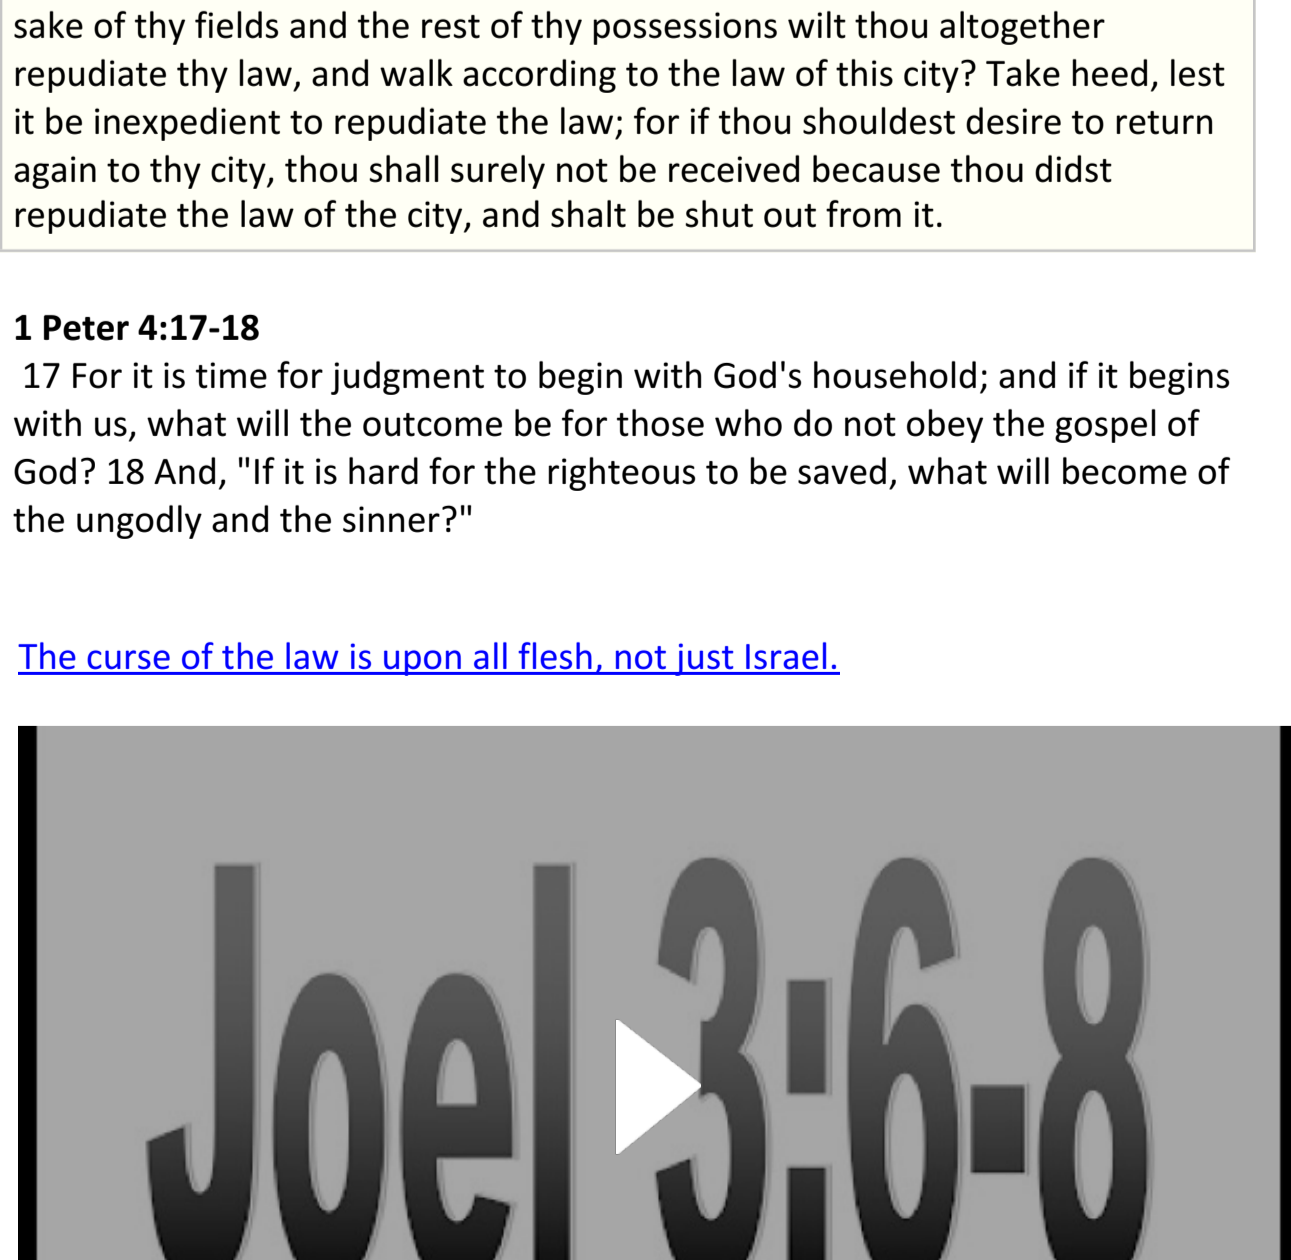 sake of thy fields and the rest of thy possessions wilt thou altogether
repudiate thy law, and walk according to the law of this city? Take heed, lest
it be inexpedient to repudiate the law; for if thou shouldest desire to return
again to thy city, thou shall surely not be received because thou didst
repudiate the law of the city, and shalt be shut out from it.
1 Peter 4:17-18
17 For it is time for judgment to begin with God's household; and if it begins
with us, what will the outcome be for those who do not obey the gospel of
God? 18 And, "If it is hard for the righteous to be saved, what will become of
the ungodly and the sinner?"
The curse of the law is upon all flesh, not just Israel.
Joel 3:6-8